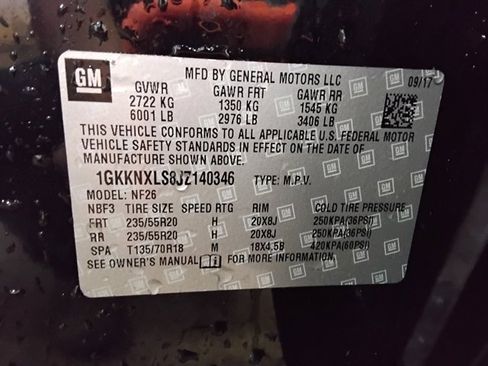 GM
MFD BY GENERAL MOTORS LLC
09/17
GVWR GAWR FRT GAWR RR
2722 KG 1350 KG 1545 KG
6001 LB 2976 LB 3406 LB
THIS VEHICLE CONFORMS TO ALL APPLICABLE U.S. FEDERAL MOTOR
VEHICLE SAFETY STANDARDS IN EFFECT ON THE DATE OF
MANUFACTURE SHOWN ABOVE.
1GKKNXLS8JZ140346 TYPE: M.P.V.
MODEL: NF26
NBF3 TIRE SIZE SPEED RTG RIM COLD TIRE PRESSURE
FRT 235/55R20 H 20X8J 250KPA(36PSI)
RR 235/55R20 H 20X8J 250KPA(36PSI)
SPA T135/70R18 M 18X4.5B 420KPA(60PSI)
SEE OWNER'S MANUAL FOR MORE INFORMATION.